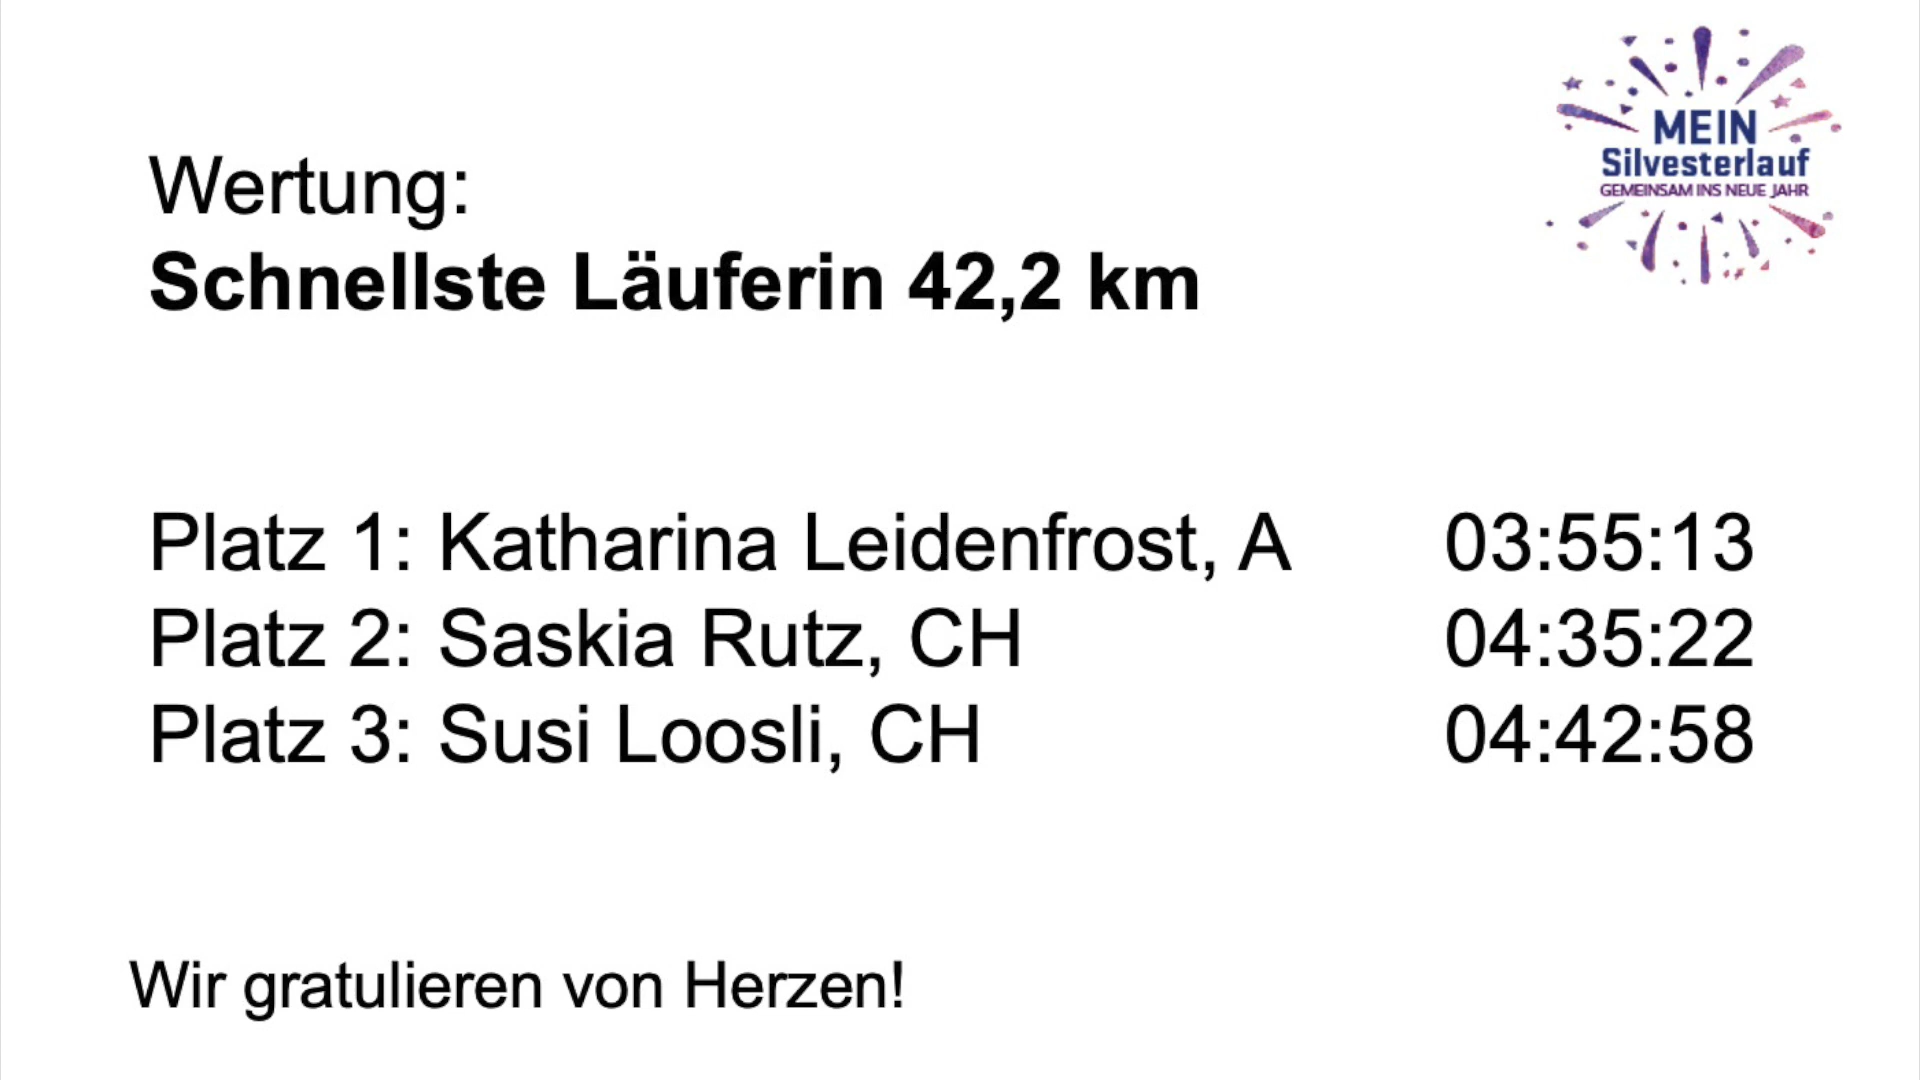 MEIN
Silvesterlauf
GEMEINSAM INS NEUE JAHR
Wertung:
Schnellste Läuferin 42,2 km
Platz 1: Katharina Leidenfrost, A 03:55:13
Platz 2: Saskia Rutz, CH 04:35:22
Platz 3: Susi Loosli, CH 04:42:58
Wir gratulieren von Herzen!